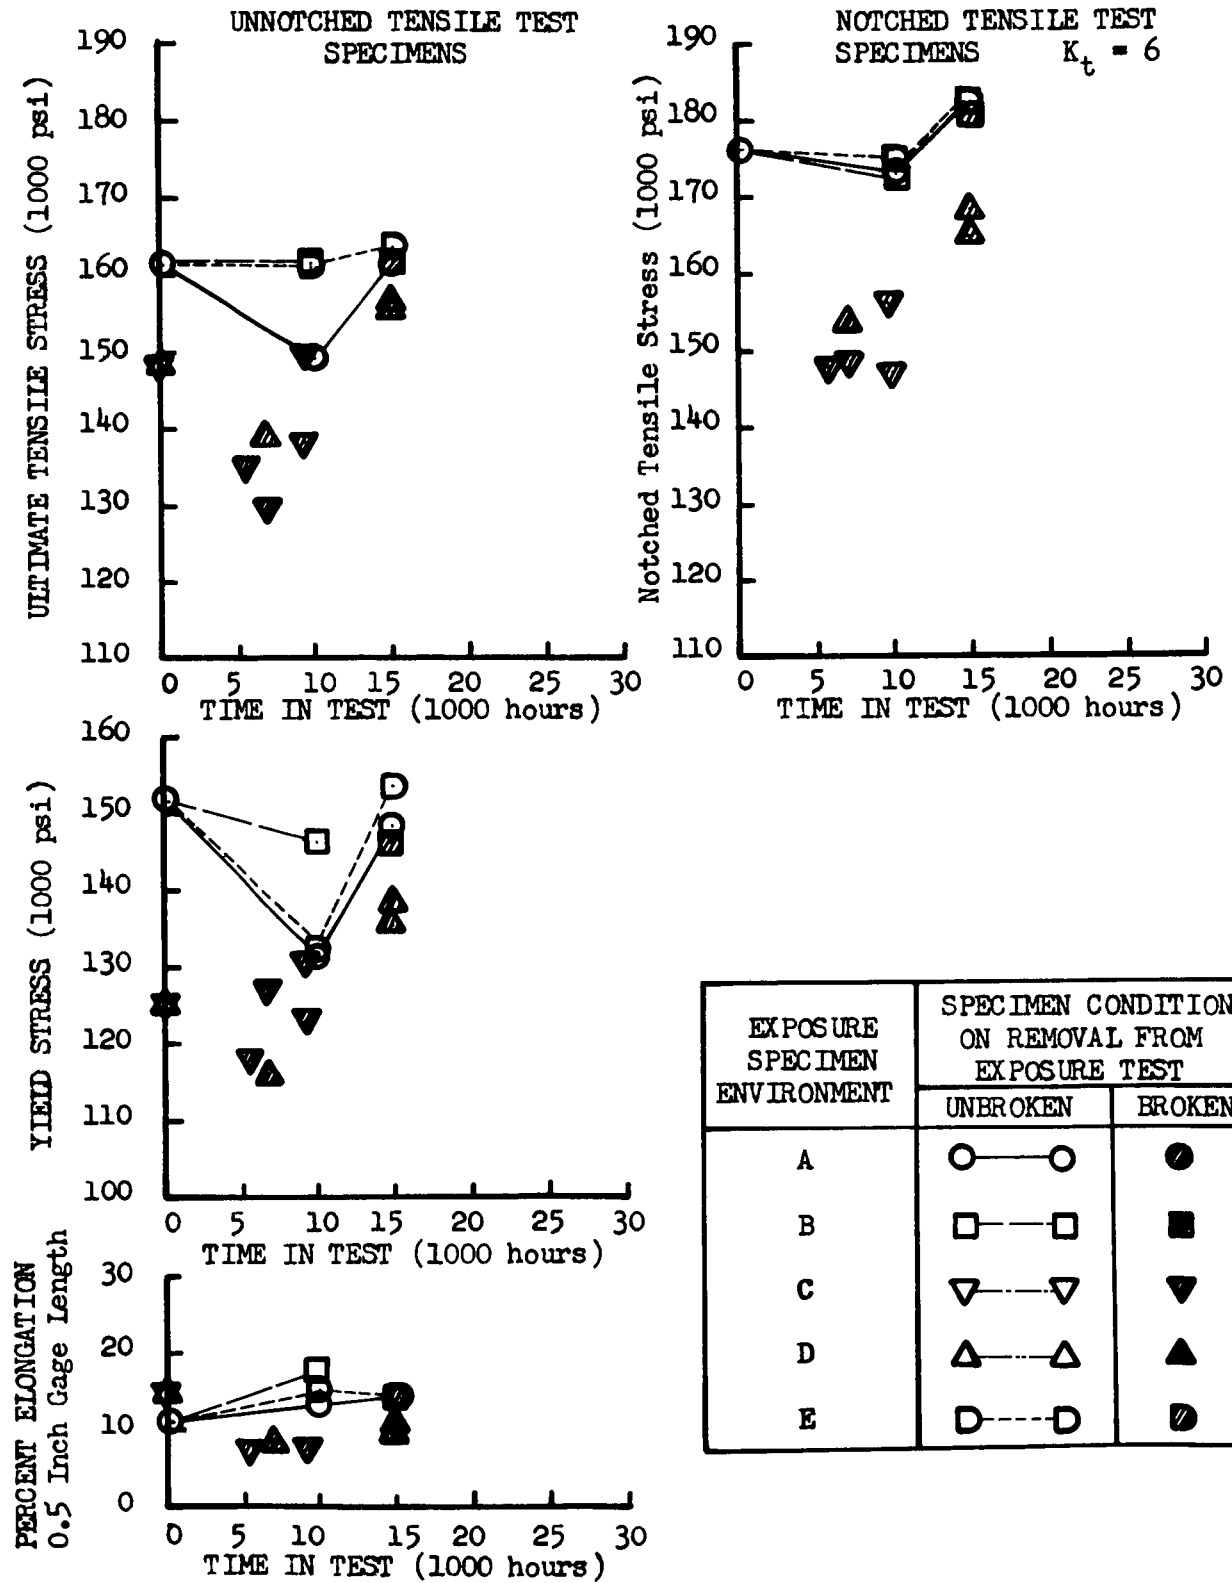 UNNOTCHED TENSILE TEST
SPECIMENS
ULTIMATE TENSILE STRESS (1000 psi)
190
180
170
160
150
140
130
120
110
0 5 10 15 20 25 30
TIME IN TEST (1000 hours)
NOTCHED TENSILE TEST
SPECIMENS Kt = 6
Notched Tensile Stress (1000 psi)
190
180
170
160
150
140
130
120
110
0 5 10 15 20 25 30
TIME IN TEST (1000 hours)
YIELD STRESS (1000 psi)
160
150
140
130
120
110
100
0 5 10 15 20 25 30
TIME IN TEST (1000 hours)
PERCENT ELONGATION
0.5 Inch Gage Length
30
20
10
0
0 5 10 15 20 25 30
TIME IN TEST (1000 hours)
EXPOSURE
SPECIMEN
ENVIRONMENT
SPECIMEN CONDITION
ON REMOVAL FROM
EXPOSURE TEST
UNBROKEN BROKEN
A
B
C
D
E